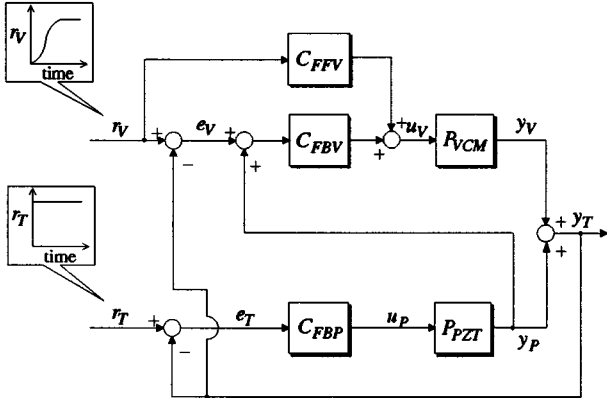 r_V
time
C_FFV
r_V + e_V + C_FBV + + u_V P_VCM y_V
− +
r_T
time
+ y_T
+
r_T + e_T C_FBP u_P P_PZT y_P
−